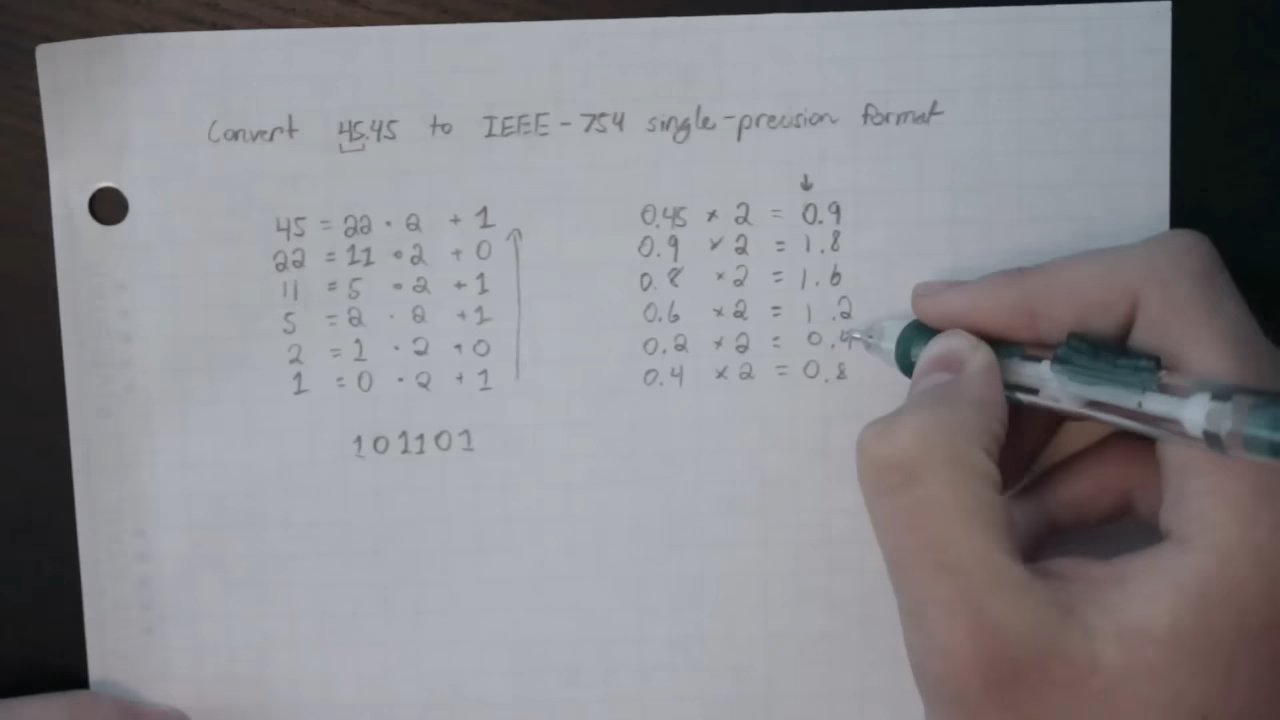 Convert 45.45 to IEEE-754 single-precision format
45 = 22 · 2 + 1
22 = 11 · 2 + 0
11 = 5 · 2 + 1
5 = 2 · 2 + 1
2 = 1 · 2 + 0
1 = 0 · 2 + 1
101101
↓
0.45 × 2 = 0.9
0.9 × 2 = 1.8
0.8 × 2 = 1.6
0.6 × 2 = 1.2
0.2 × 2 = 0.4
0.4 × 2 = 0.8